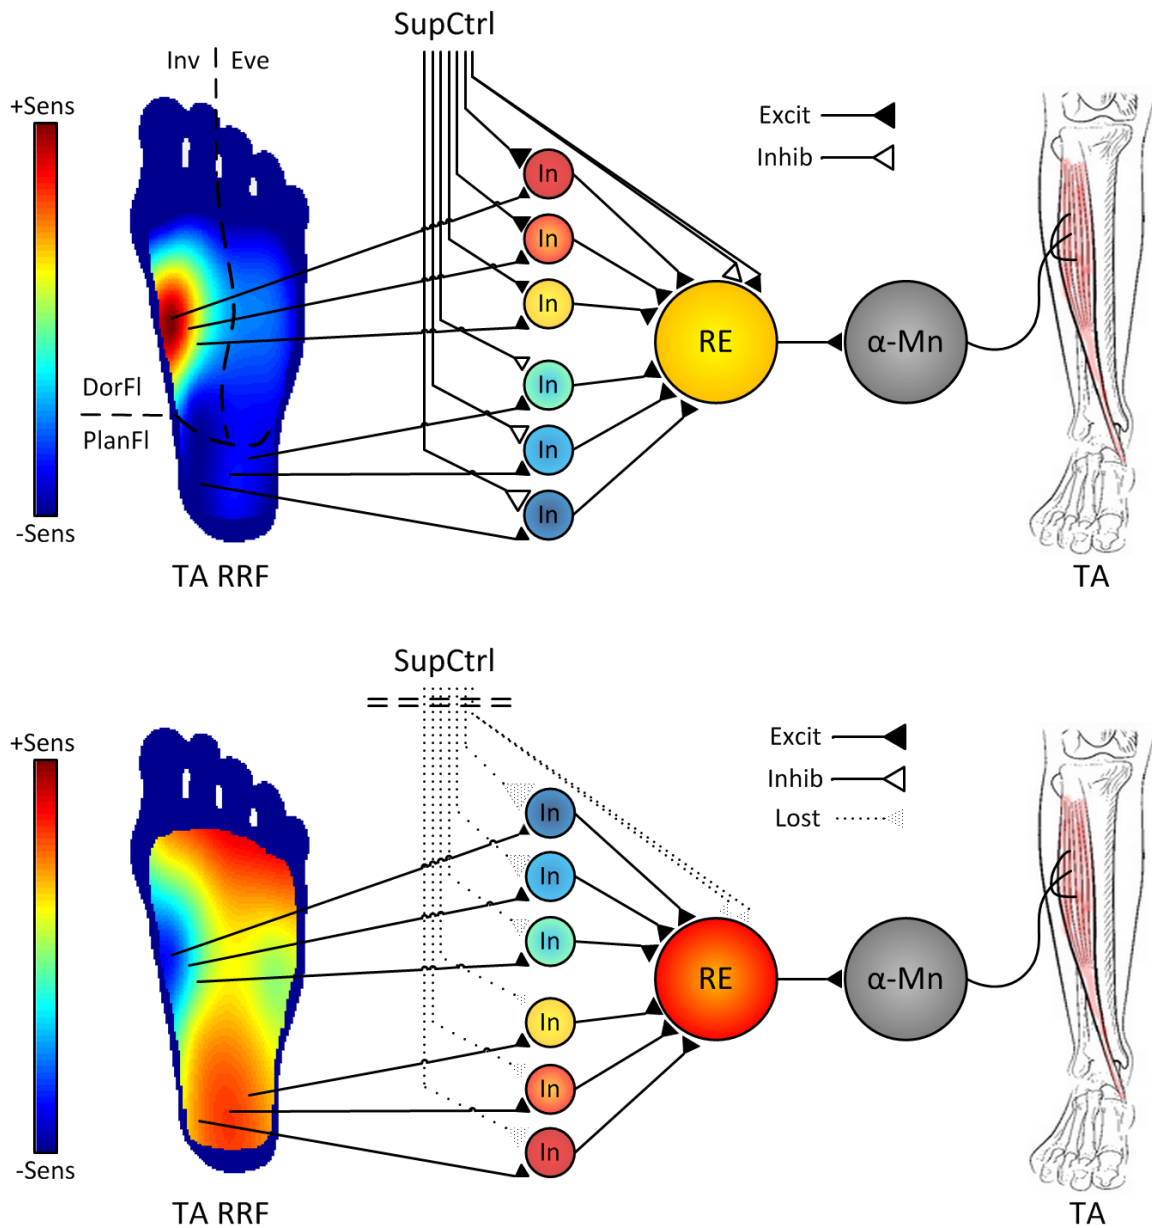 SupCtrl
Inv
Eve
+Sens
Excit
Inhib
In
In
In
RE
α-Mn
DorFl
PlanFl
In
In
In
-Sens
TA RRF
TA
SupCtrl
+Sens
Excit
Inhib
Lost
In
In
In
RE
α-Mn
In
In
In
-Sens
TA RRF
TA